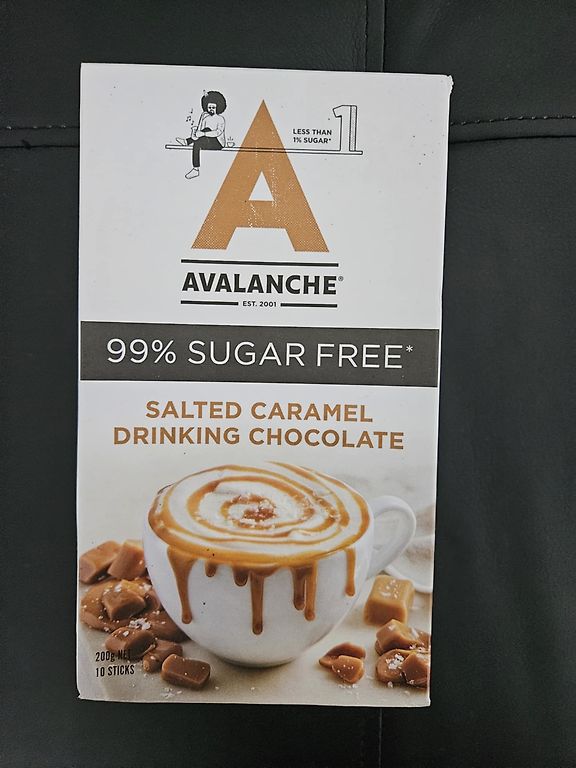 LESS THAN
1% SUGAR*
1
A
AVALANCHE®
EST. 2001
99% SUGAR FREE*
SALTED CARAMEL
DRINKING CHOCOLATE
200g NET
10 STICKS